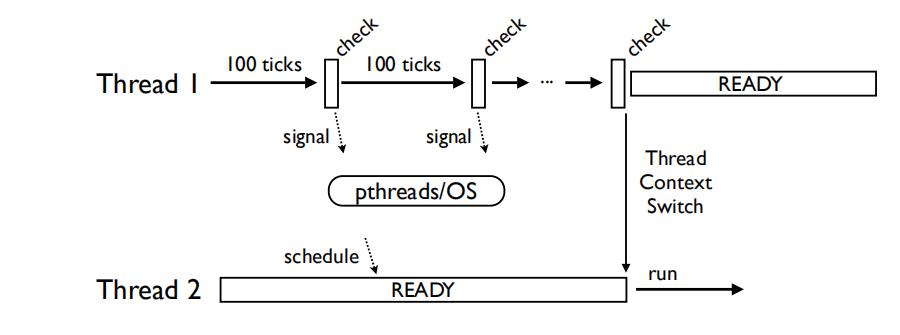 check
check
check
100 ticks
100 ticks
...
Thread 1
READY
signal
signal
Thread
Context
Switch
pthreads/OS
schedule
run
Thread 2
READY